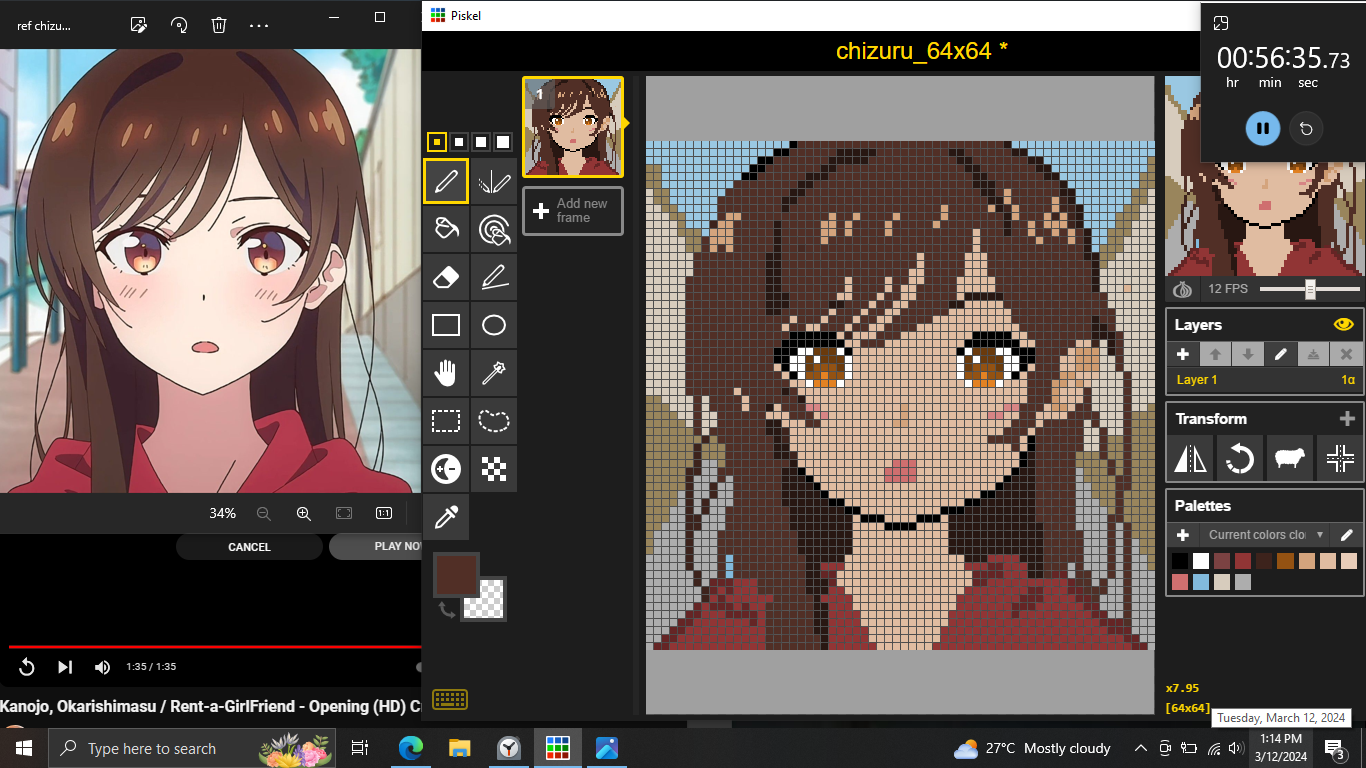 ref chizu...
Piskel
chizuru_64x64 *
00:56:35.73
hr min sec
1
Add new
frame
12 FPS
Layers
Layer 1
1α
Transform
Palettes
Current colors clo
34%
1:1
CANCEL
PLAY NO
1:35 / 1:35
Kanojo, Okarishimasu / Rent-a-GirlFriend - Opening (HD) C
x7.95
[64x64]
Tuesday, March 12, 2024
Type here to search
27°C Mostly cloudy
1:14 PM
3/12/2024
3